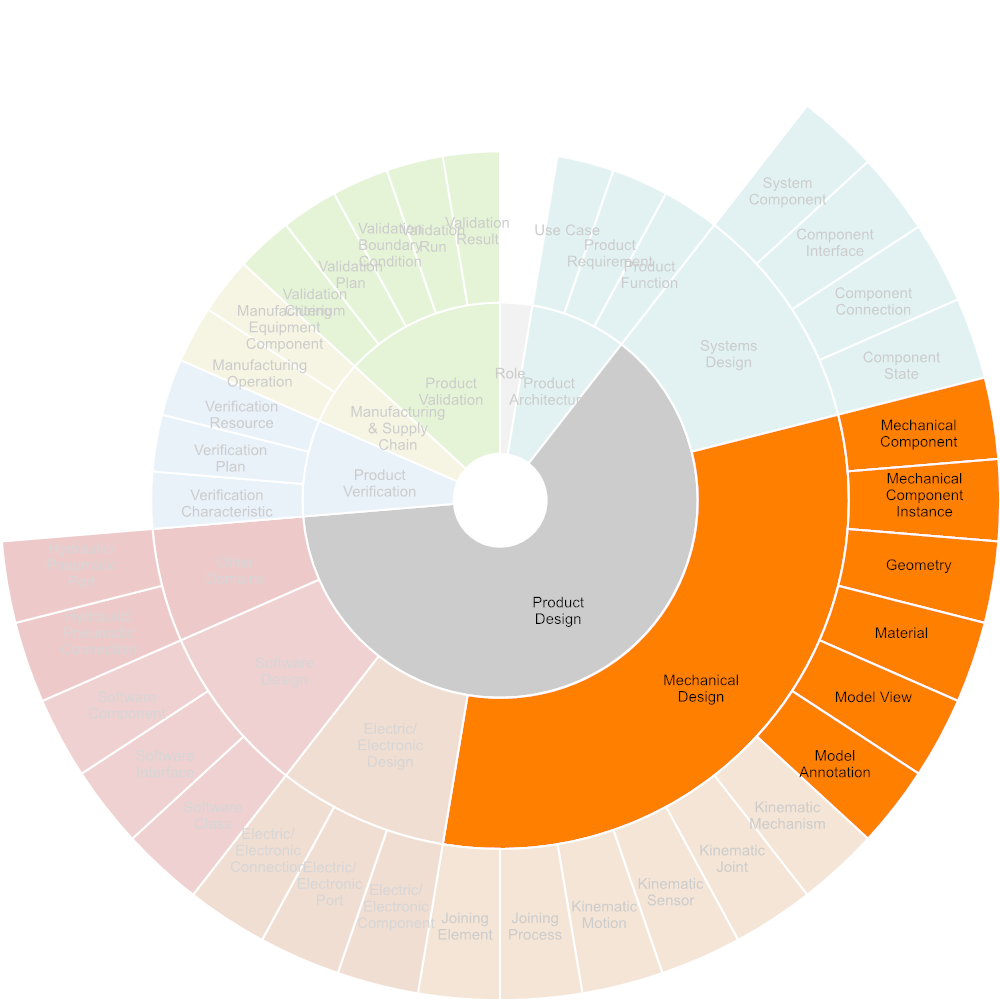 System
Component
Component
Interface
Component
Connection
Component
State
Use Case
Product
Requirement
Product
Function
Systems
Design
Role
Product
Architecture
Validation
Result
Validation
Run
Validation
Boundary
Condition
Validation
Plan
Validation
Criterium
Product
Validation
Manufacturing
Equipment
Component
Manufacturing
Operation
Manufacturing
& Supply
Chain
Verification
Resource
Verification
Plan
Verification
Characteristic
Product
Verification
Product
Design
Mechanical
Design
Mechanical
Component
Mechanical
Component
Instance
Geometry
Material
Model View
Model
Annotation
Kinematic
Mechanism
Kinematic
Joint
Kinematic
Sensor
Kinematic
Motion
Joining
Process
Joining
Element
Electric/
Electronic
Design
Electric/
Electronic
Component
Electric/
Electronic
Port
Electric/
Electronic
Connection
Software
Design
Software
Component
Software
Interface
Software